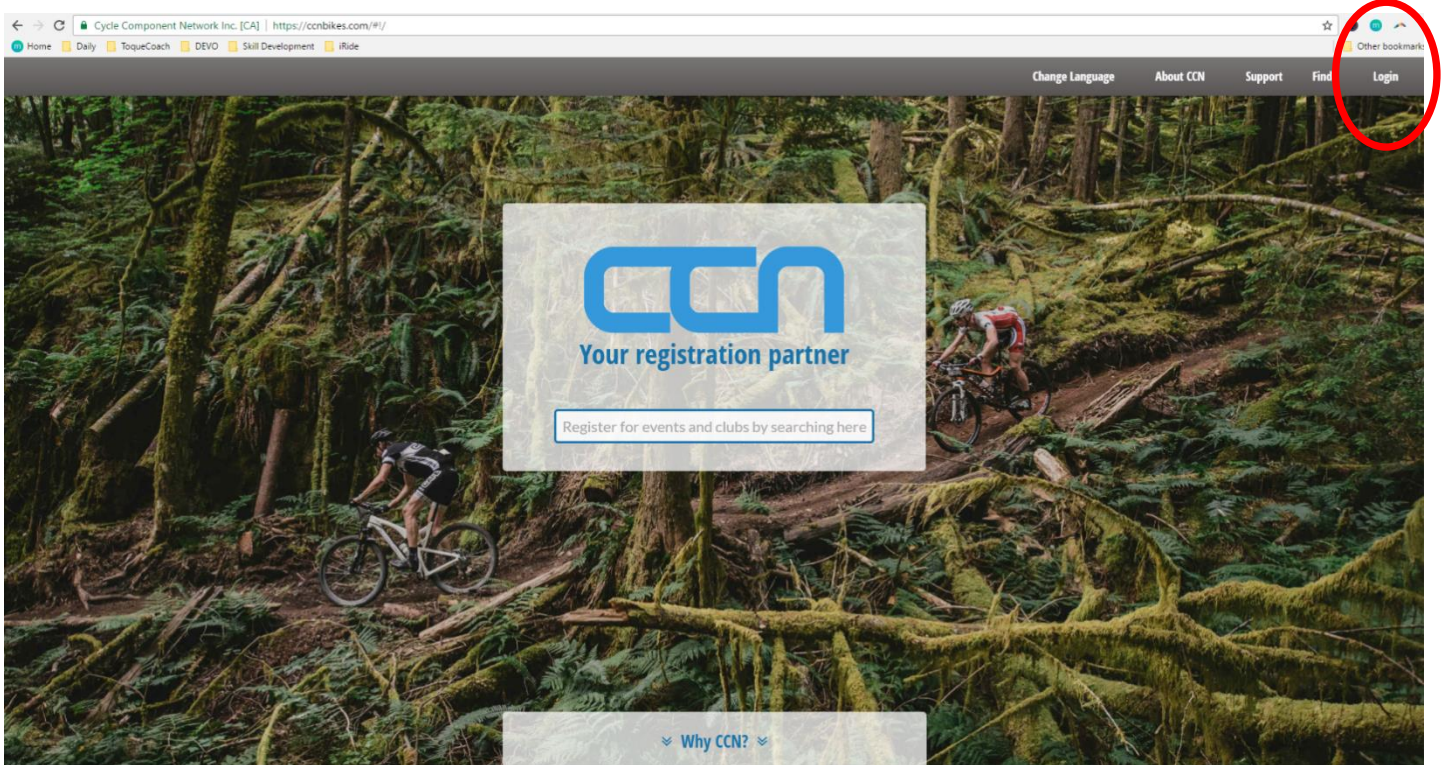 Cycle Component Network Inc. [CA] | https://ccnbikes.com/#!/
Home Daily ToqueCoach DEVO Skill Development iRide Other bookmarks
Change Language About CCN Support Find Login
ccn
Your registration partner
Register for events and clubs by searching here
Why CCN?